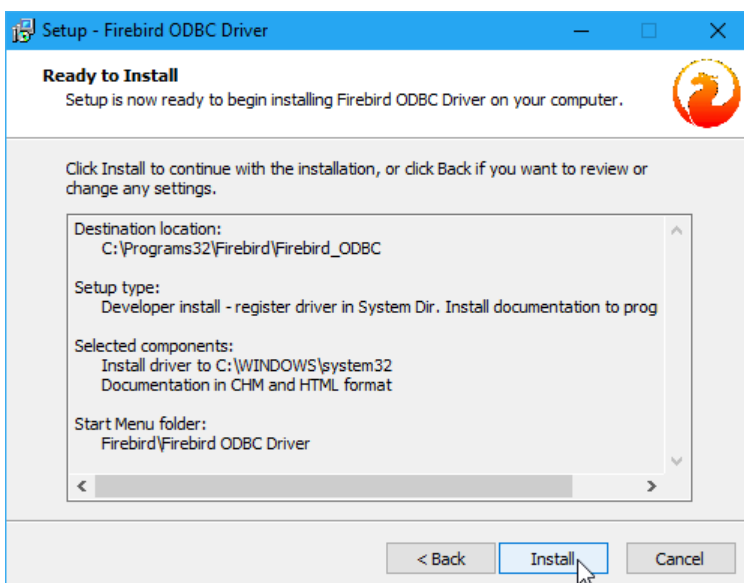 Setup - Firebird ODBC Driver
Ready to Install
Setup is now ready to begin installing Firebird ODBC Driver on your computer.
Click Install to continue with the installation, or click Back if you want to review or
change any settings.
Destination location:
C:\Programs32\Firebird\Firebird_ODBC
Setup type:
Developer install - register driver in System Dir. Install documentation to prog
Selected components:
Install driver to C:\WINDOWS\system32
Documentation in CHM and HTML format
Start Menu folder:
Firebird\Firebird ODBC Driver
< Back Install Cancel